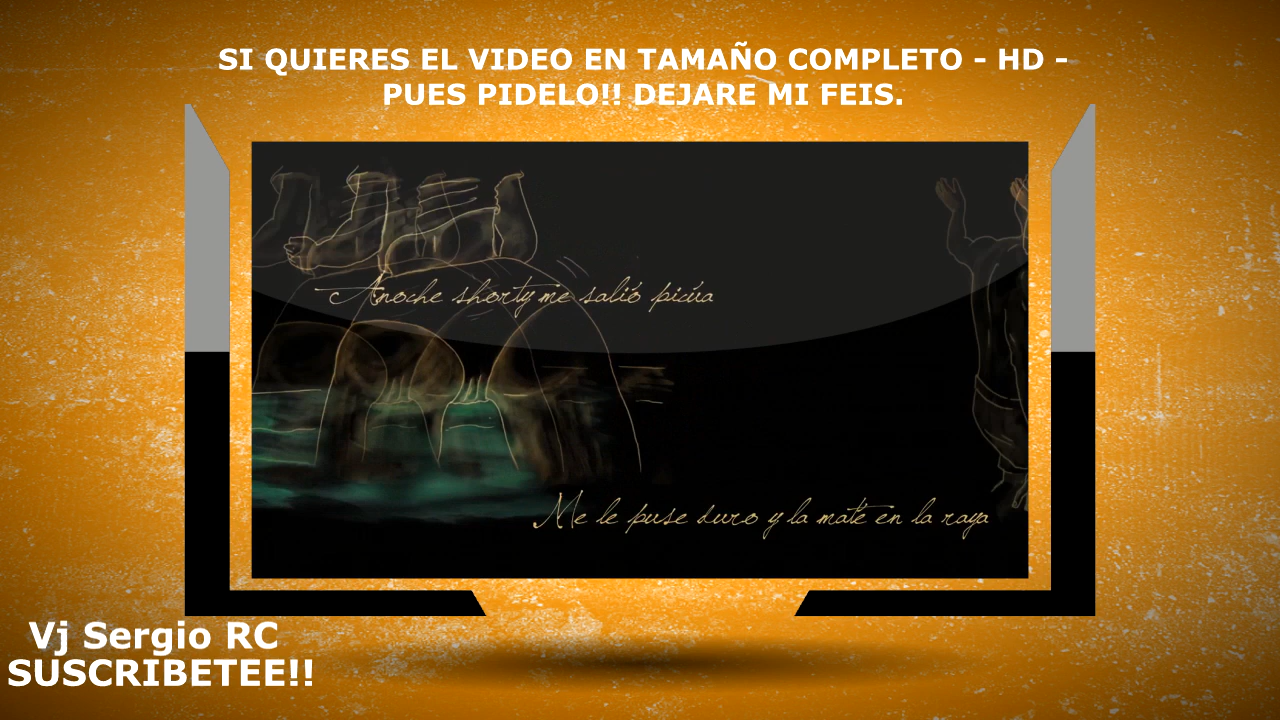 SI QUIERES EL VIDEO EN TAMAÑO COMPLETO - HD -
PUES PIDELO!! DEJARE MI FEIS.
Anoche shorty me salió picúa
Me le puse duro y la maté en la raya
Vj Sergio RC
SUSCRIBETEE!!